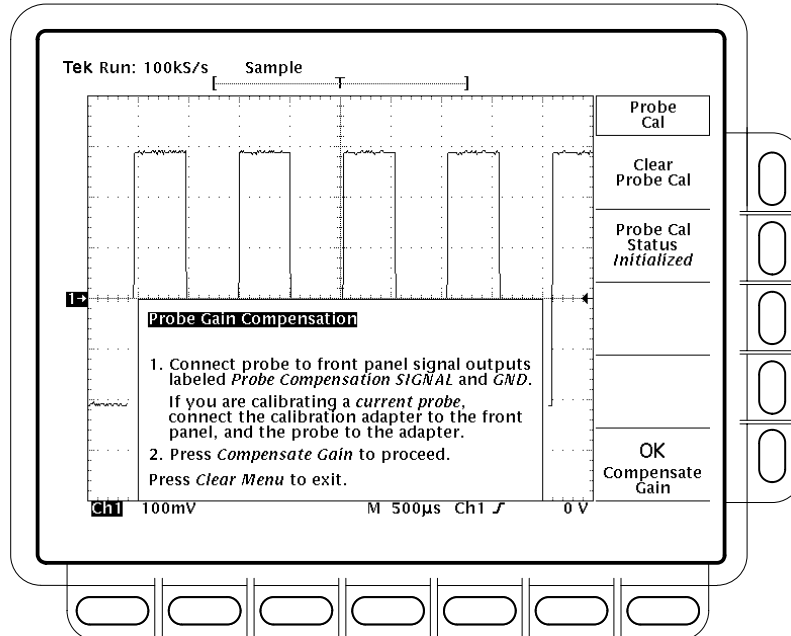 Tek Run: 100kS/s Sample
[ T ]
Probe
Cal
Clear
Probe Cal
Probe Cal
Status
Initialized
1→
Probe Gain Compensation
1. Connect probe to front panel signal outputs
labeled Probe Compensation SIGNAL and GND.
If you are calibrating a current probe,
connect the calibration adapter to the front
panel, and the probe to the adapter.
2. Press Compensate Gain to proceed.
Press Clear Menu to exit.
OK
Compensate
Gain
Ch1 100mV M 500µs Ch1 0 V